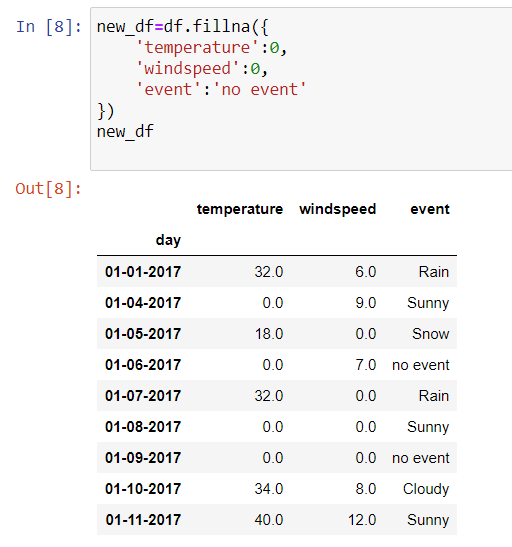 In [8]: new_df=df.fillna({
'temperature':0,
'windspeed':0,
'event':'no event'
})
new_df
Out[8]:
temperature windspeed event
day
01-01-2017 32.0 6.0 Rain
01-04-2017 0.0 9.0 Sunny
01-05-2017 18.0 0.0 Snow
01-06-2017 0.0 7.0 no event
01-07-2017 32.0 0.0 Rain
01-08-2017 0.0 0.0 Sunny
01-09-2017 0.0 0.0 no event
01-10-2017 34.0 8.0 Cloudy
01-11-2017 40.0 12.0 Sunny